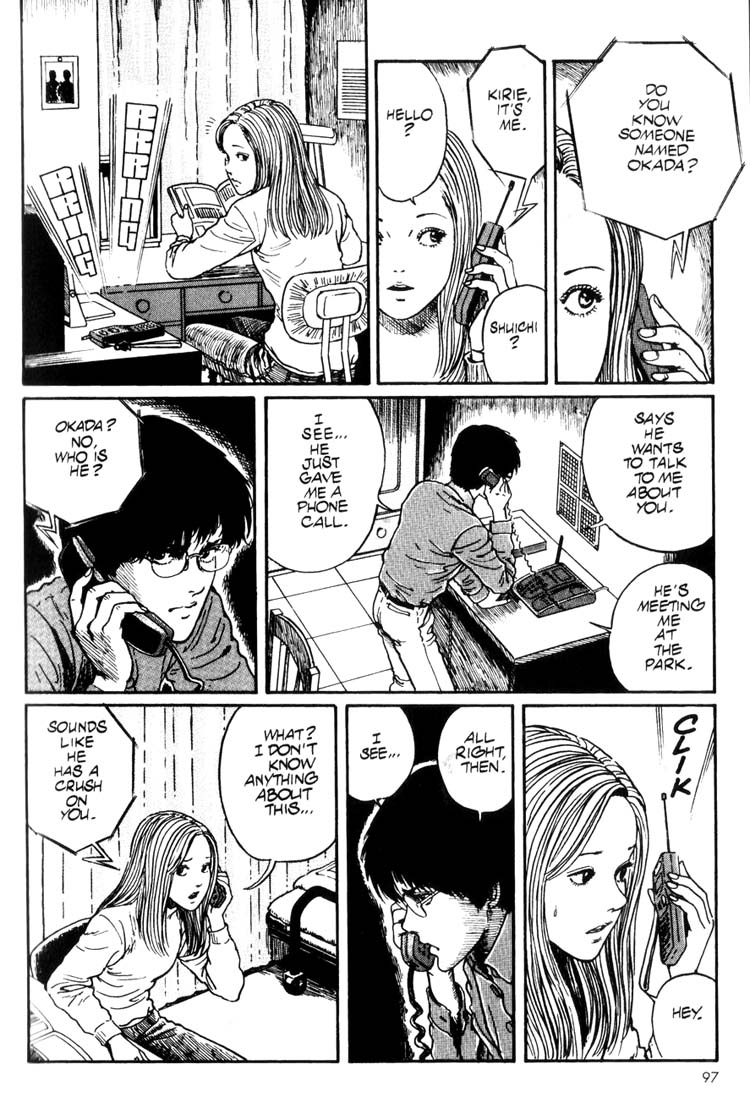 RRRING
RRRING
HELLO
?
KIRIE,
IT'S
ME.
SHUICHI
?
DO
YOU
KNOW
SOMEONE
NAMED
OKADA?
OKADA?
NO,
WHO IS
HE?
I
SEE...
HE
JUST
GAVE
ME A
PHONE
CALL.
SAYS
HE
WANTS
TO TALK
TO ME
ABOUT
YOU.
HE'S
MEETING
ME
AT
THE
PARK.
SOUNDS
LIKE
HE
HAS A
CRUSH
ON
YOU.
WHAT?
I DON'T
KNOW
ANYTHING
ABOUT
THIS...
I
SEE...
ALL
RIGHT,
THEN.
CLIK
HEY.
97